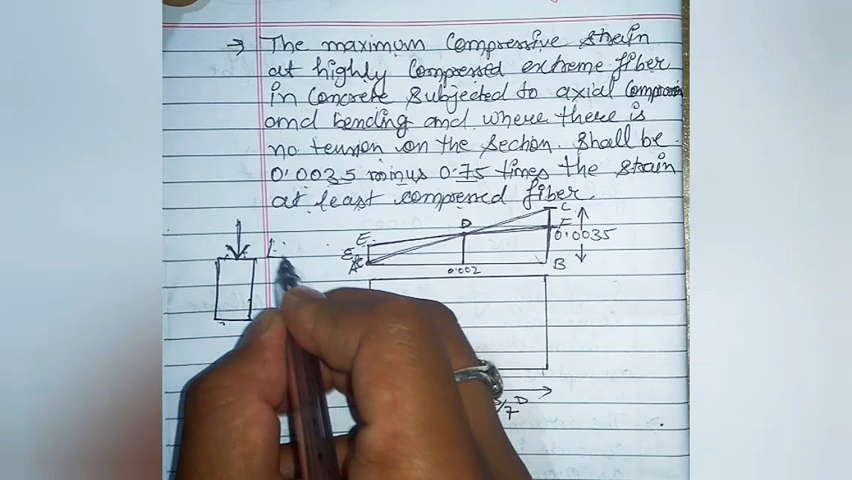 → The maximum Compressive strain
at highly Compressed extreme fiber
in Concrete subjected to axial Compression
and bending and where there is
no tension on the section. Shall be
0.0035 minus 0.75 times the strain
at least compressed fiber.
D C
E F
0.0035
A 0.002 B
7 D